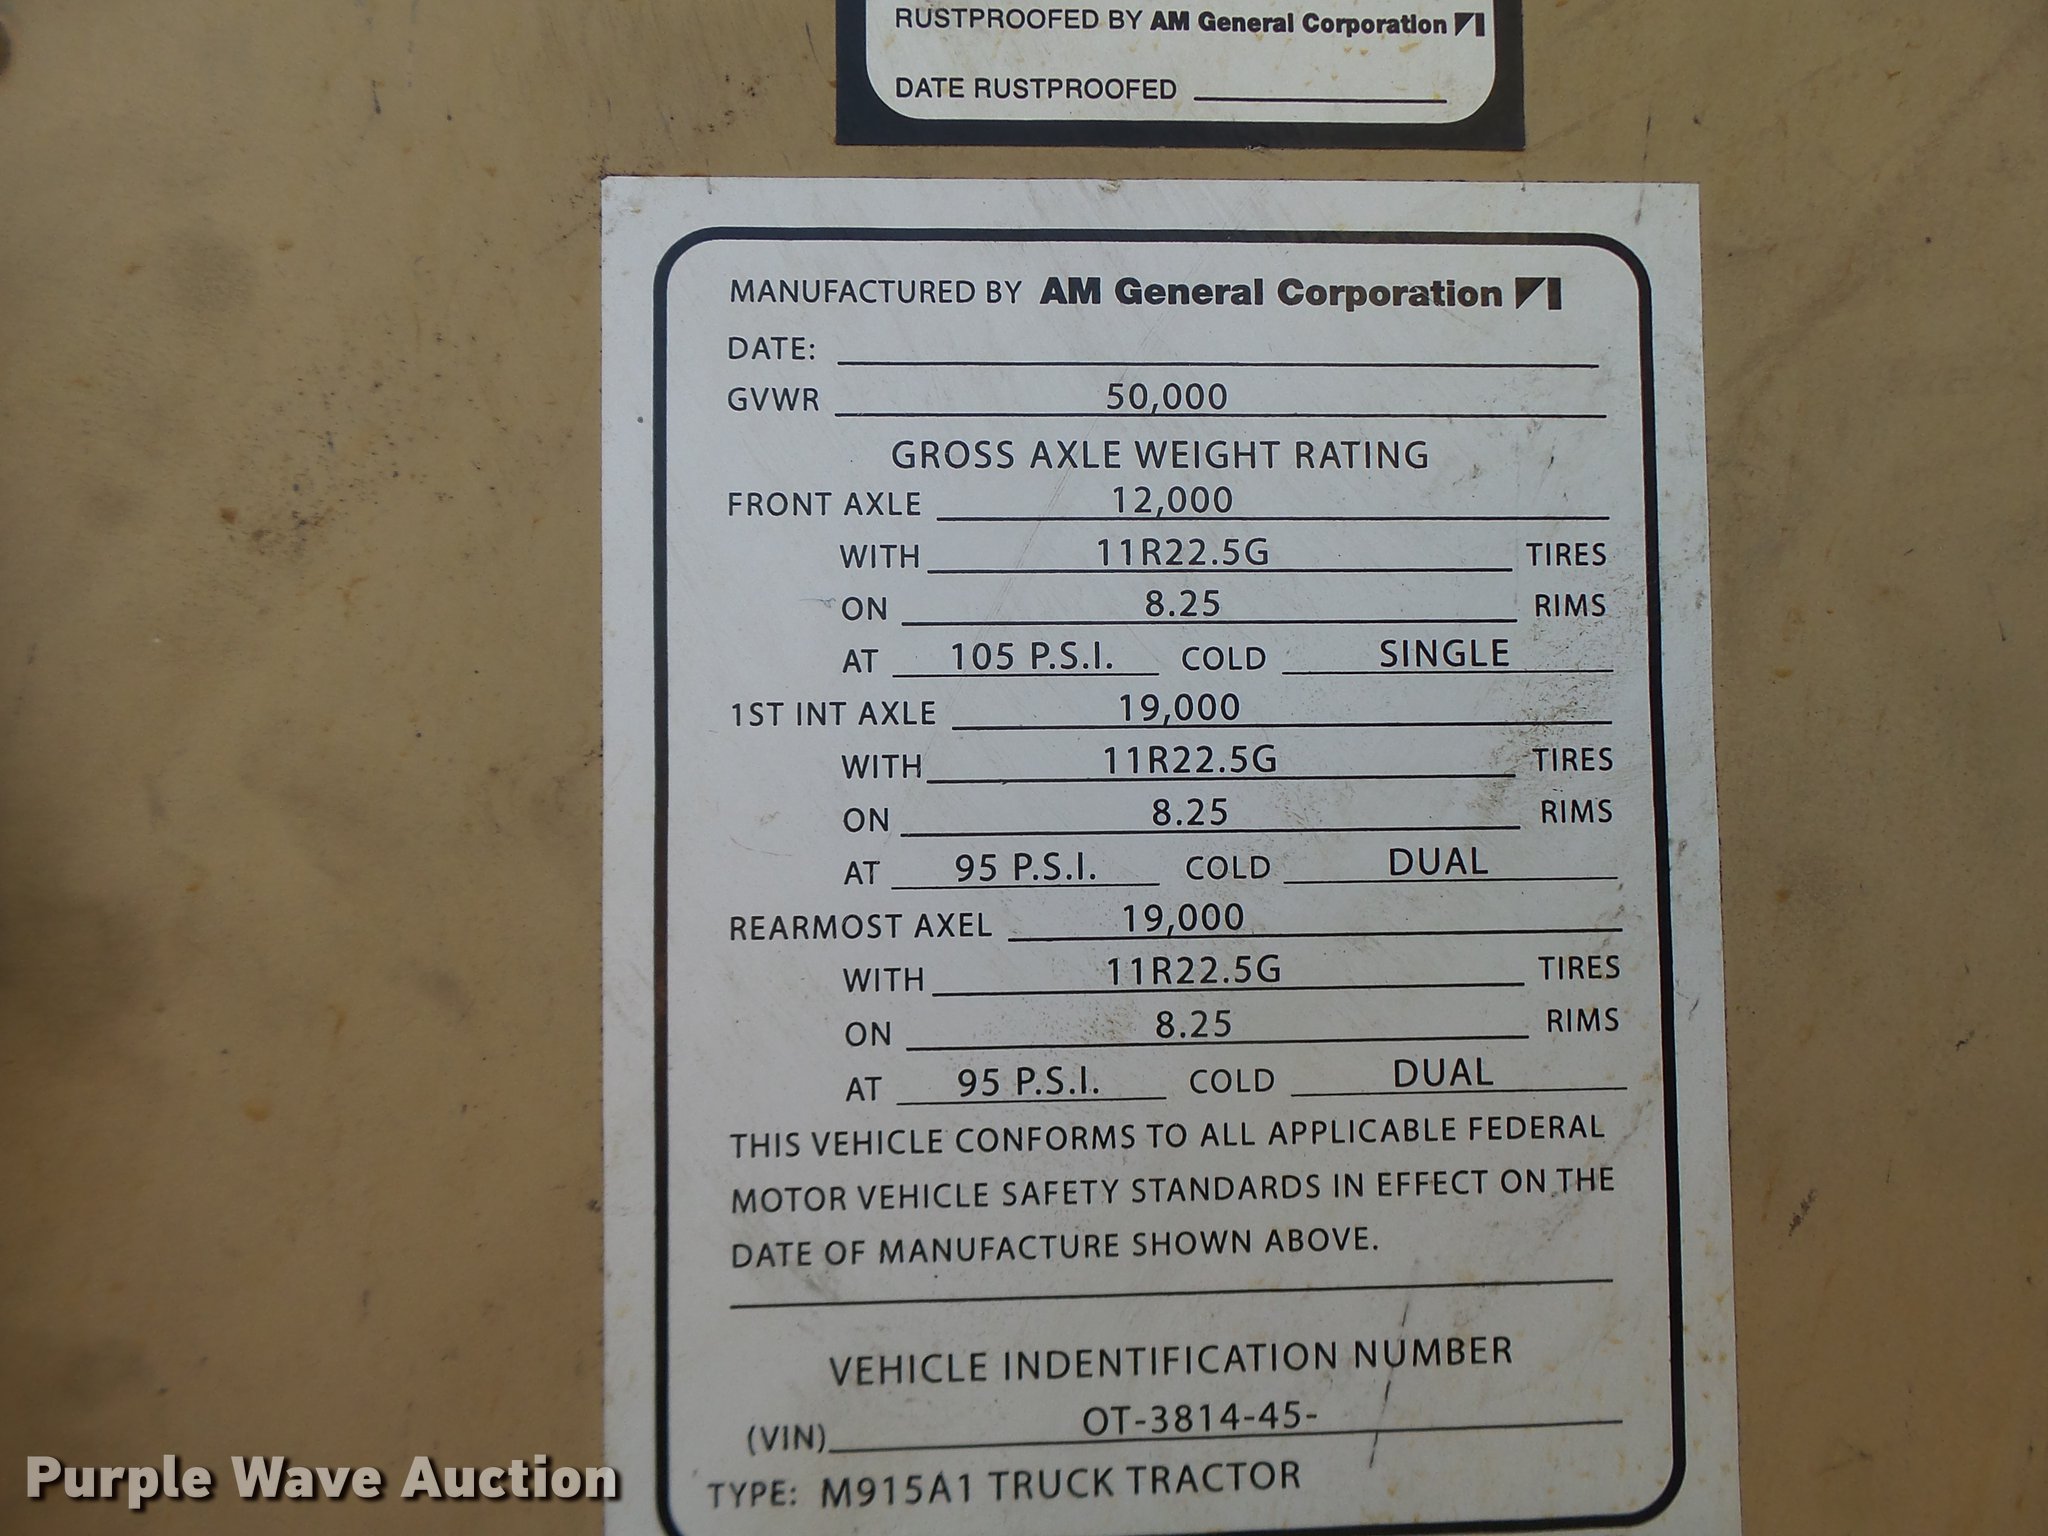 RUSTPROOFED BY AM General Corporation
DATE RUSTPROOFED
MANUFACTURED BY AM General Corporation
DATE:
GVWR 50,000
GROSS AXLE WEIGHT RATING
FRONT AXLE 12,000
WITH 11R22.5G TIRES
ON 8.25 RIMS
AT 105 P.S.I. COLD SINGLE
1ST INT AXLE 19,000
WITH 11R22.5G TIRES
ON 8.25 RIMS
AT 95 P.S.I. COLD DUAL
REARMOST AXEL 19,000
WITH 11R22.5G TIRES
ON 8.25 RIMS
AT 95 P.S.I. COLD DUAL
THIS VEHICLE CONFORMS TO ALL APPLICABLE FEDERAL
MOTOR VEHICLE SAFETY STANDARDS IN EFFECT ON THE
DATE OF MANUFACTURE SHOWN ABOVE.
VEHICLE INDENTIFICATION NUMBER
(VIN) OT-3814-45-
TYPE: M915A1 TRUCK TRACTOR
Purple Wave Auction